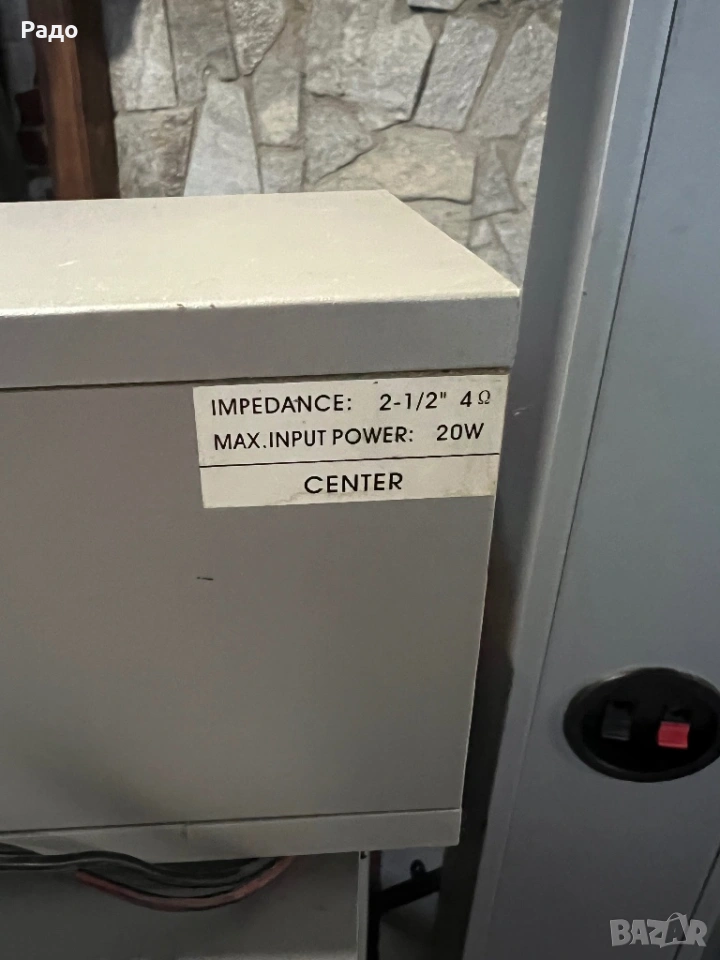 Радо
IMPEDANCE: 2-1/2" 4Ω
MAX.INPUT POWER: 20W
CENTER
BAZAR